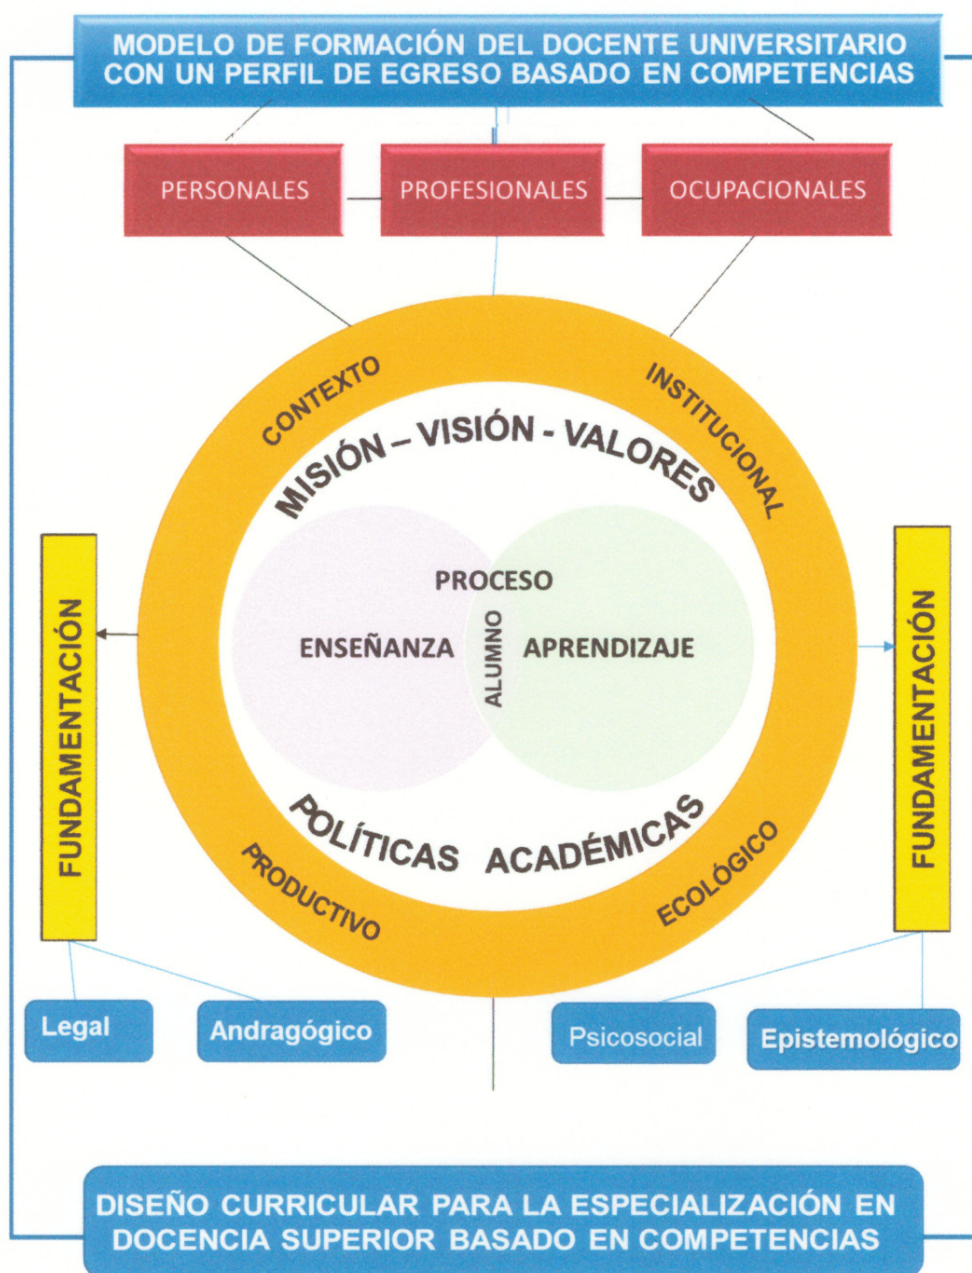 MODELO DE FORMACIÓN DEL DOCENTE UNIVERSITARIO
CON UN PERFIL DE EGRESO BASADO EN COMPETENCIAS
PERSONALES
PROFESIONALES
OCUPACIONALES
CONTEXTO
INSTITUCIONAL
MISIÓN – VISIÓN - VALORES
PROCESO
ENSEÑANZA
ALUMNO
APRENDIZAJE
FUNDAMENTACIÓN
FUNDAMENTACIÓN
POLÍTICAS ACADÉMICAS
PRODUCTIVO
ECOLÓGICO
Legal
Andragógico
Psicosocial
Epistemológico
DISEÑO CURRICULAR PARA LA ESPECIALIZACIÓN EN
DOCENCIA SUPERIOR BASADO EN COMPETENCIAS